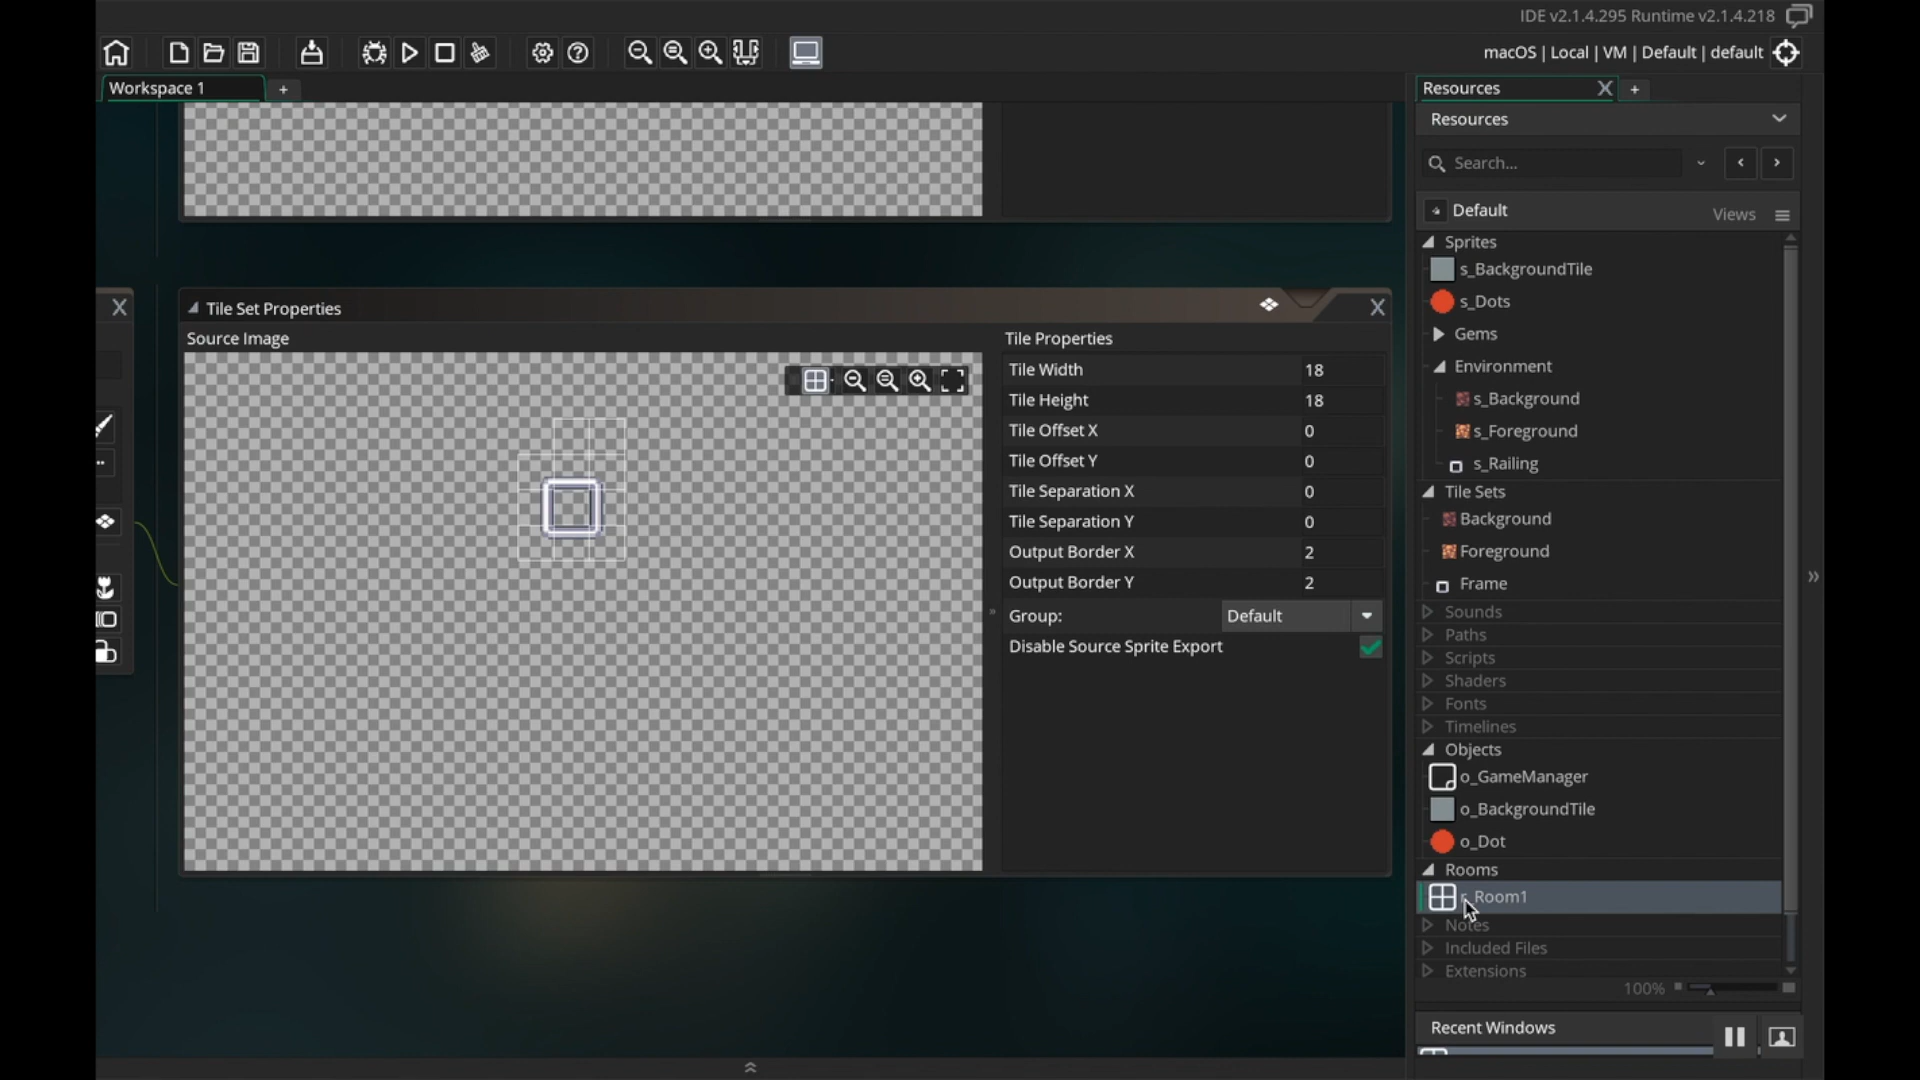 IDE v2.1.4.295 Runtime v2.1.4.218
macOS | Local | VM | Default | default
Workspace 1
+
Resources
+
Resources
Search...
Default
Views
Sprites
s_BackgroundTile
s_Dots
Gems
Environment
s_Background
s_Foreground
s_Railing
Tile Sets
Background
Foreground
Frame
Sounds
Paths
Scripts
Shaders
Fonts
Timelines
Objects
o_GameManager
o_BackgroundTile
o_Dot
Rooms
r_Room1
Notes
Included Files
Extensions
100%
Recent Windows
Tile Set Properties
Source Image
Tile Properties
Tile Width 18
Tile Height 18
Tile Offset X 0
Tile Offset Y 0
Tile Separation X 0
Tile Separation Y 0
Output Border X 2
Output Border Y 2
Group: Default
Disable Source Sprite Export